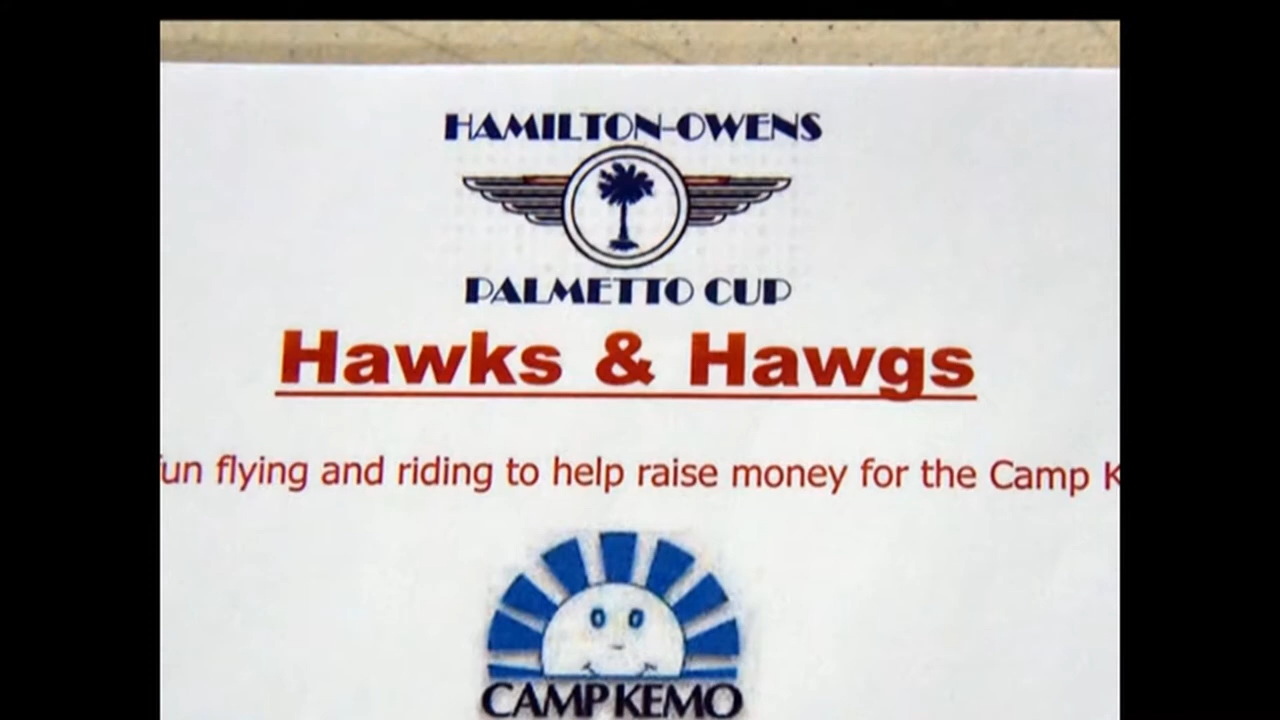 HAMILTON-OWENS
PALMETTO CUP
Hawks & Hawgs
fun flying and riding to help raise money for the Camp K
CAMP KEMO